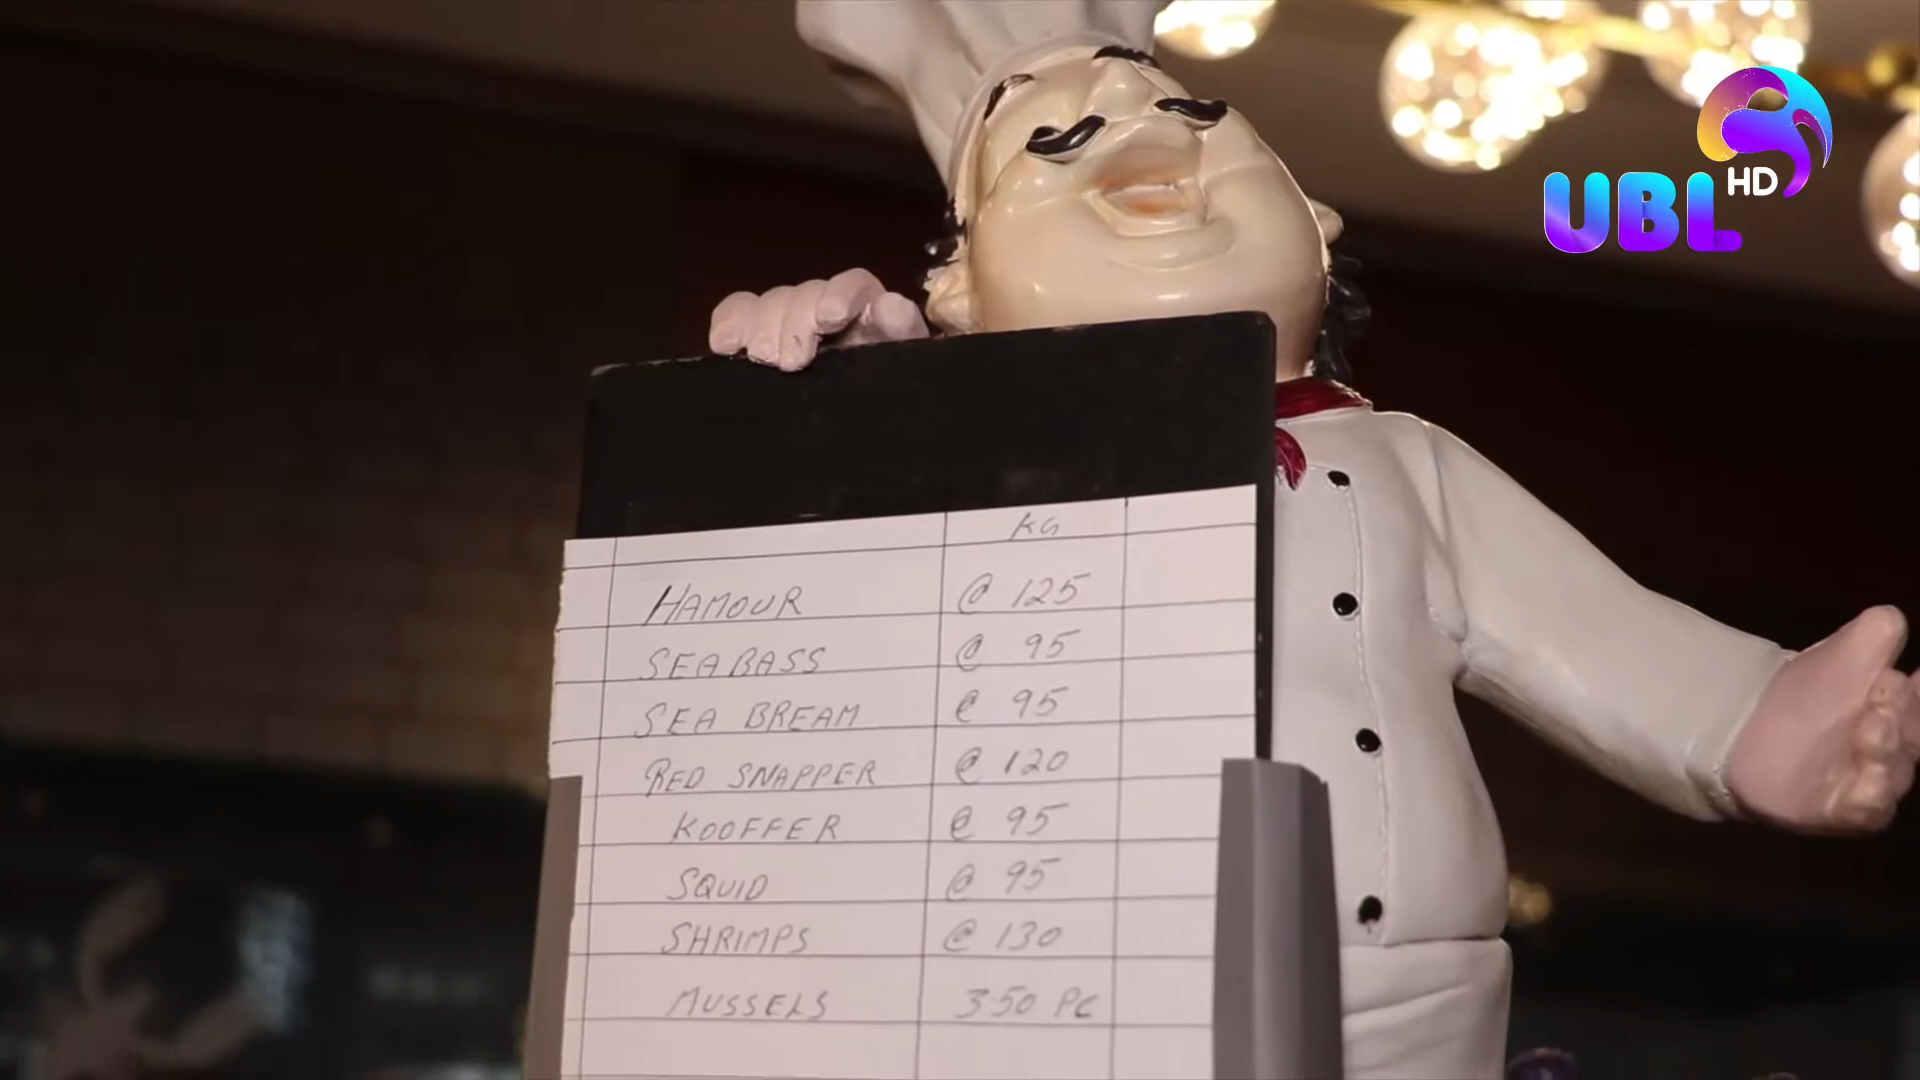 UBL HD
KG
HAMOUR @ 125
SEA BASS @ 95
SEA BREAM @ 95
RED SNAPPER @ 120
KOOFFER @ 95
SQUID @ 95
SHRIMPS @ 130
MUSSELS 3.50 PC